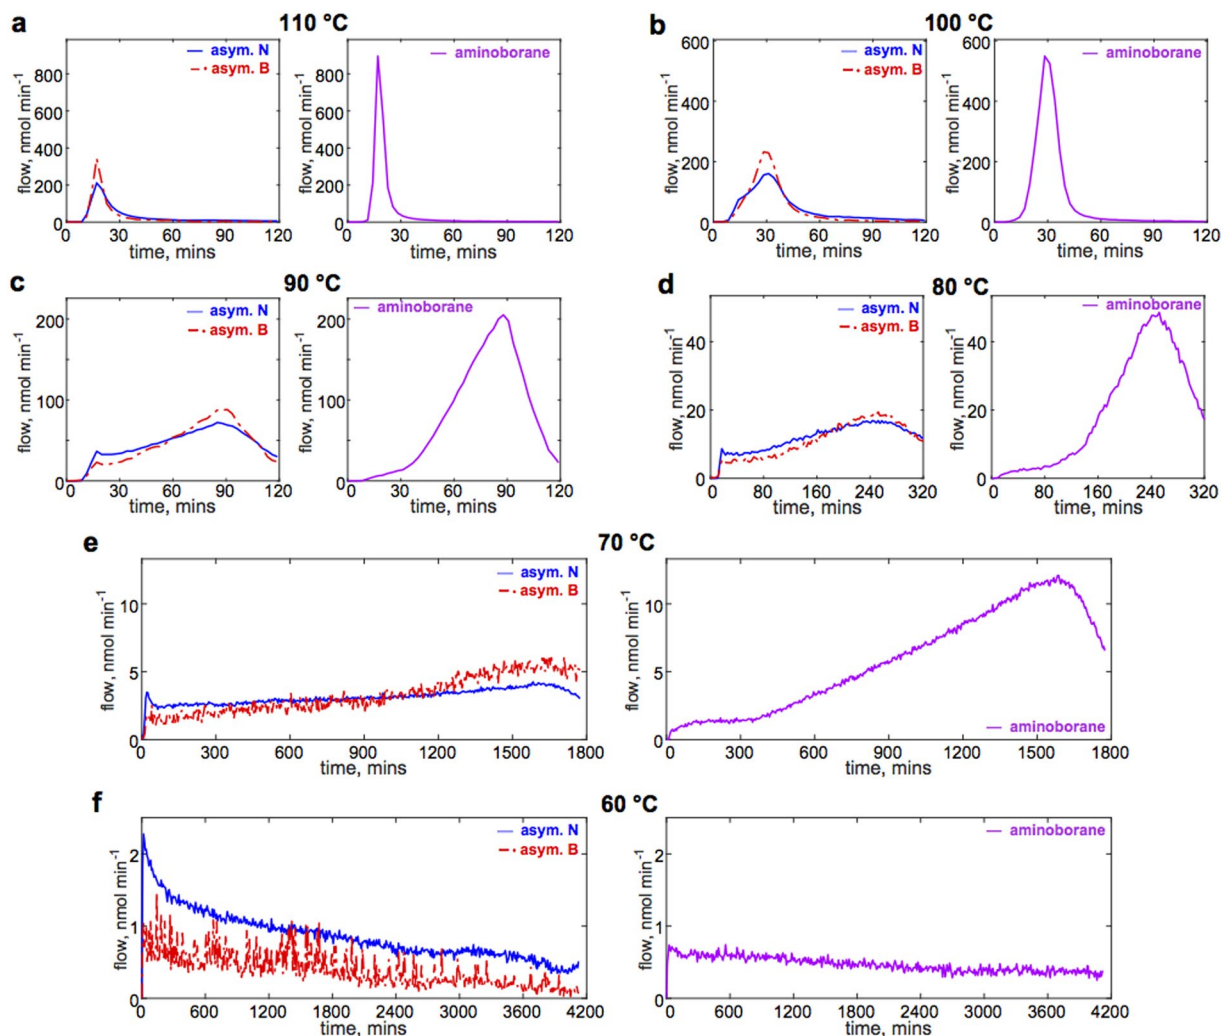 a 110 °C
asym. N
asym. B
flow, nmol min-1
800
600
400
200
0
0 30 60 90 120
time, mins
aminoborane
flow, nmol min-1
800
600
400
200
0
0 30 60 90 120
time, mins
b 100 °C
asym. N
asym. B
flow, nmol min-1
600
400
200
0
0 30 60 90 120
time, mins
aminoborane
flow, nmol min-1
600
400
200
0
0 30 60 90 120
time, mins
c 90 °C
asym. N
asym. B
flow, nmol min-1
200
100
0
0 30 60 90 120
time, mins
aminoborane
flow, nmol min-1
200
100
0
0 30 60 90 120
time, mins
d 80 °C
asym. N
asym. B
flow, nmol min-1
40
20
0
0 80 160 240 320
time, mins
aminoborane
flow, nmol min-1
40
20
0
0 80 160 240 320
time, mins
e 70 °C
asym. N
asym. B
flow, nmol min-1
10
5
0
0 300 600 900 1200 1500 1800
time, mins
flow, nmol min-1
10
5
0
aminoborane
0 300 600 900 1200 1500 1800
time, mins
f 60 °C
asym. N
asym. B
flow, nmol min-1
2
1
0
0 600 1200 1800 2400 3000 3600 4200
time, mins
aminoborane
flow, nmol min-1
2
1
0
0 600 1200 1800 2400 3000 3600 4200
time, mins